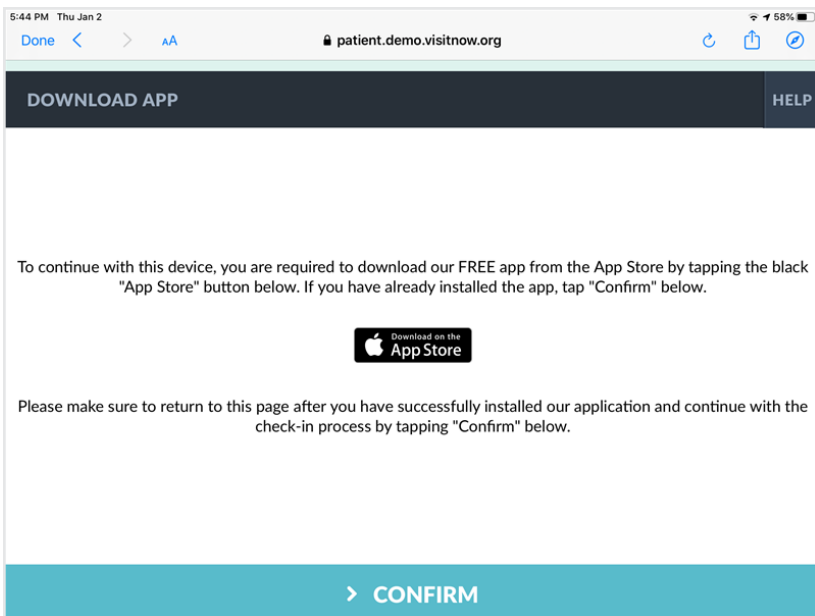 5:44 PM Thu Jan 2 58%
Done AA patient.demo.visitnow.org
DOWNLOAD APP HELP
To continue with this device, you are required to download our FREE app from the App Store by tapping the black
"App Store" button below. If you have already installed the app, tap "Confirm" below.
Download on the
App Store
Please make sure to return to this page after you have successfully installed our application and continue with the
check-in process by tapping "Confirm" below.
CONFIRM